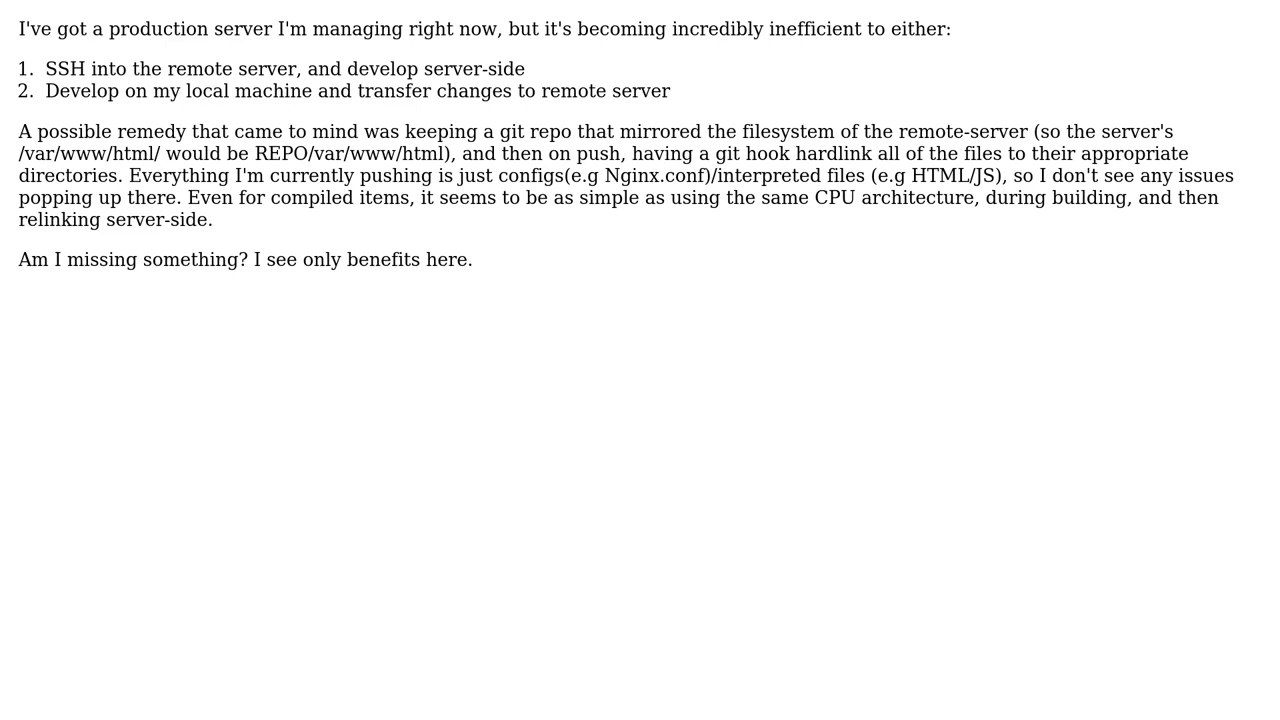 I've got a production server I'm managing right now, but it's becoming incredibly inefficient to either:
1. SSH into the remote server, and develop server-side
2. Develop on my local machine and transfer changes to remote server
A possible remedy that came to mind was keeping a git repo that mirrored the filesystem of the remote-server (so the server's
/var/www/html/ would be REPO/var/www/html), and then on push, having a git hook hardlink all of the files to their appropriate
directories. Everything I'm currently pushing is just configs(e.g Nginx.conf)/interpreted files (e.g HTML/JS), so I don't see any issues
popping up there. Even for compiled items, it seems to be as simple as using the same CPU architecture, during building, and then
relinking server-side.
Am I missing something? I see only benefits here.